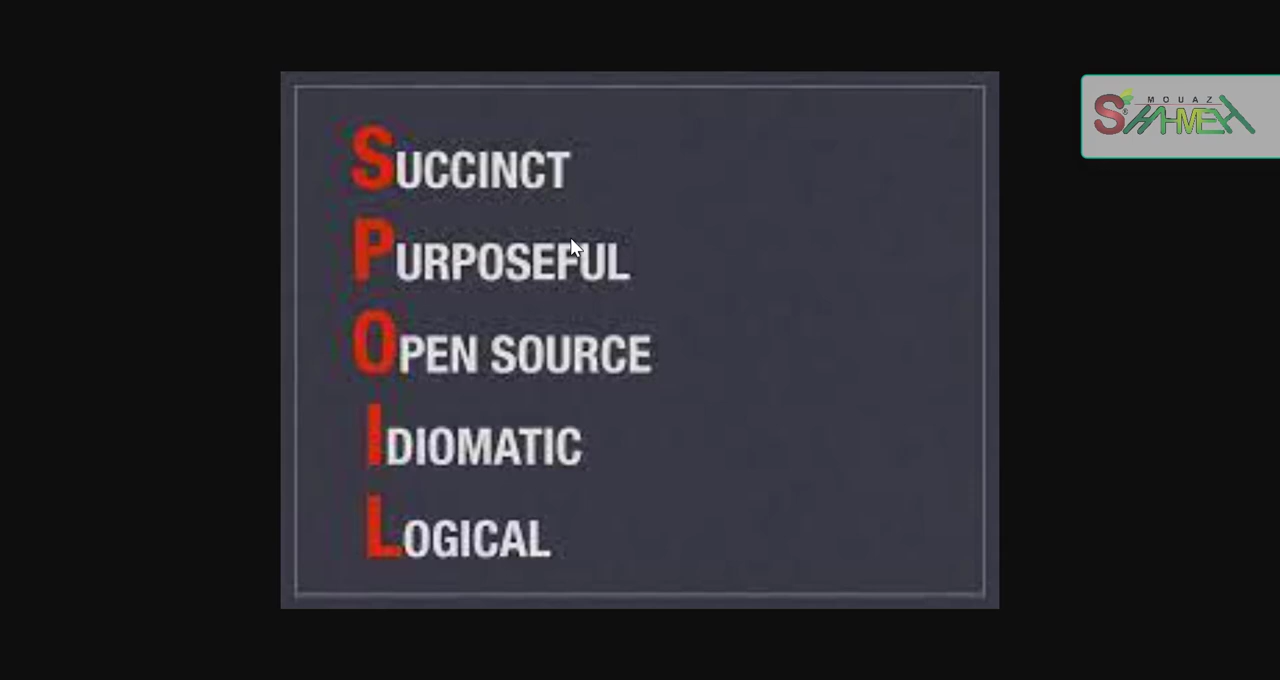 SUCCINCT
PURPOSEFUL
OPEN SOURCE
IDIOMATIC
LOGICAL
MOUAZ